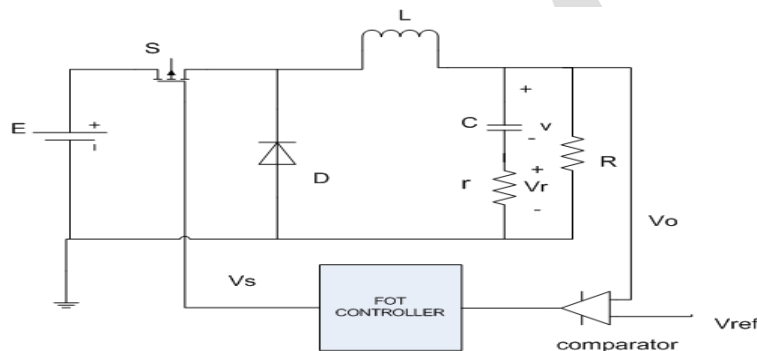 L
S
E
+
-
D
+
C
v
-
r
+
Vr
-
R
Vo
Vs
FOT
CONTROLLER
Vref
comparator